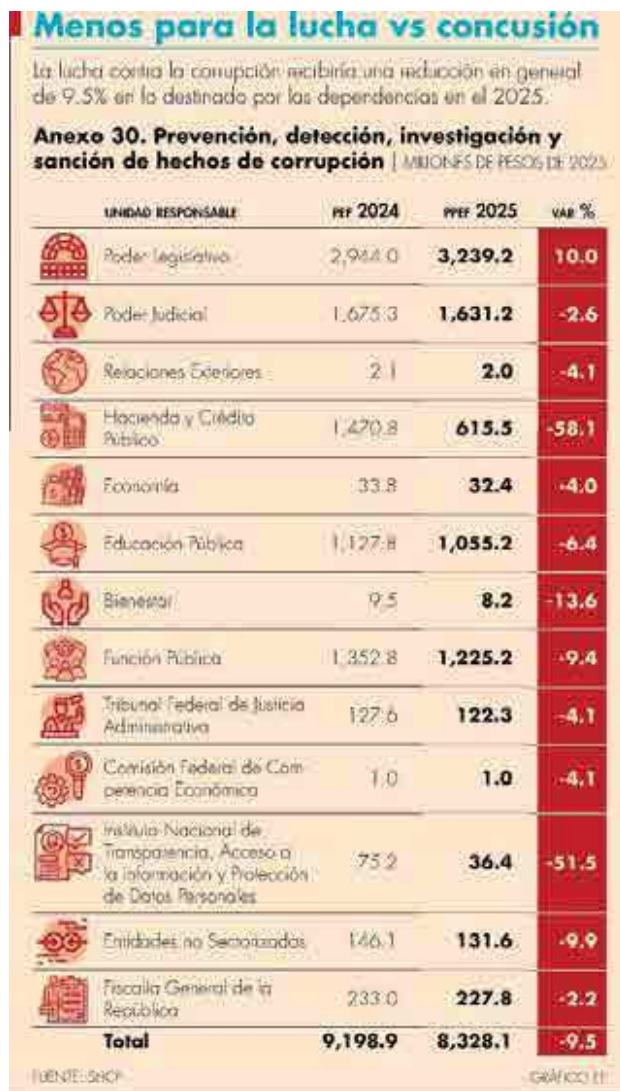 Menos para la lucha vs concusión
La lucha contra la corrupción recibiría una reducción en general
de 9.5% en lo destinado por las dependencias en el 2025.
Anexo 30. Prevención, detección, investigación y
sanción de hechos de corrupción | MILLONES DE PESOS DE 2025
UNIDAD RESPONSABLE PEF 2024 PPEF 2025 VAR %
Poder Legislativo 2,944.0 3,239.2 10.0
Poder Judicial 1,675.3 1,631.2 -2.6
Relaciones Exteriores 2.1 2.0 -4.1
Hacienda y Crédito
Público 1,470.8 615.5 -58.1
Economía 33.8 32.4 -4.0
Educación Pública 1,127.8 1,055.2 -6.4
Bienestar 9.5 8.2 -13.6
Función Pública 1,352.8 1,225.2 -9.4
Tribunal Federal de Justicia
Administrativa 127.6 122.3 -4.1
Comisión Federal de Com
petencia Económica 1.0 1.0 -4.1
Instituto Nacional de
Transparencia, Acceso a
la Información y Protección
de Datos Personales 75.2 36.4 -51.5
Entidades no Sectorizadas 146.1 131.6 -9.9
Fiscalía General de la
República 233.0 227.8 -2.2
Total 9,198.9 8,328.1 -9.5
FUENTE: SHCP GRÁFICO EE